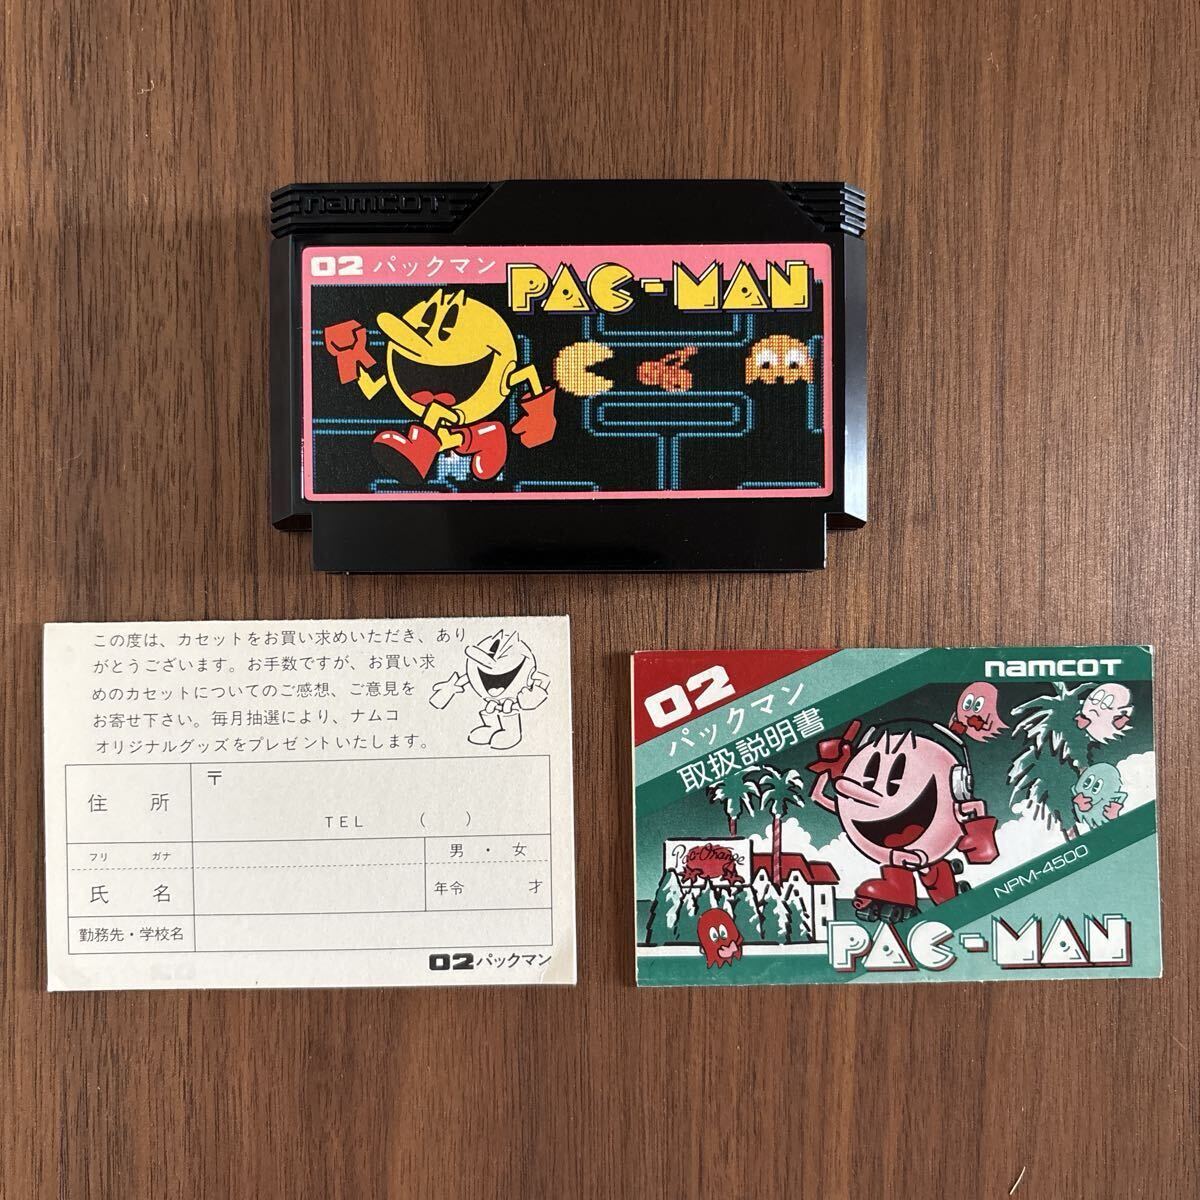 namcot
02 パックマン PAC-MAN
この度は、カセットをお買い求めいただき、あり
がとうございます。お手数ですが、お買い求
めのカセットについてのご感想、ご意見を
お寄せ下さい。毎月抽選により、ナムコ
オリジナルグッズをプレゼントいたします。
住所
〒
TEL ( )
フリ ガナ
氏名
男・女
年令 才
勤務先・学校名
02 パックマン
02
パックマン
取扱説明書
namcot
NPM-4500
PAC-MAN